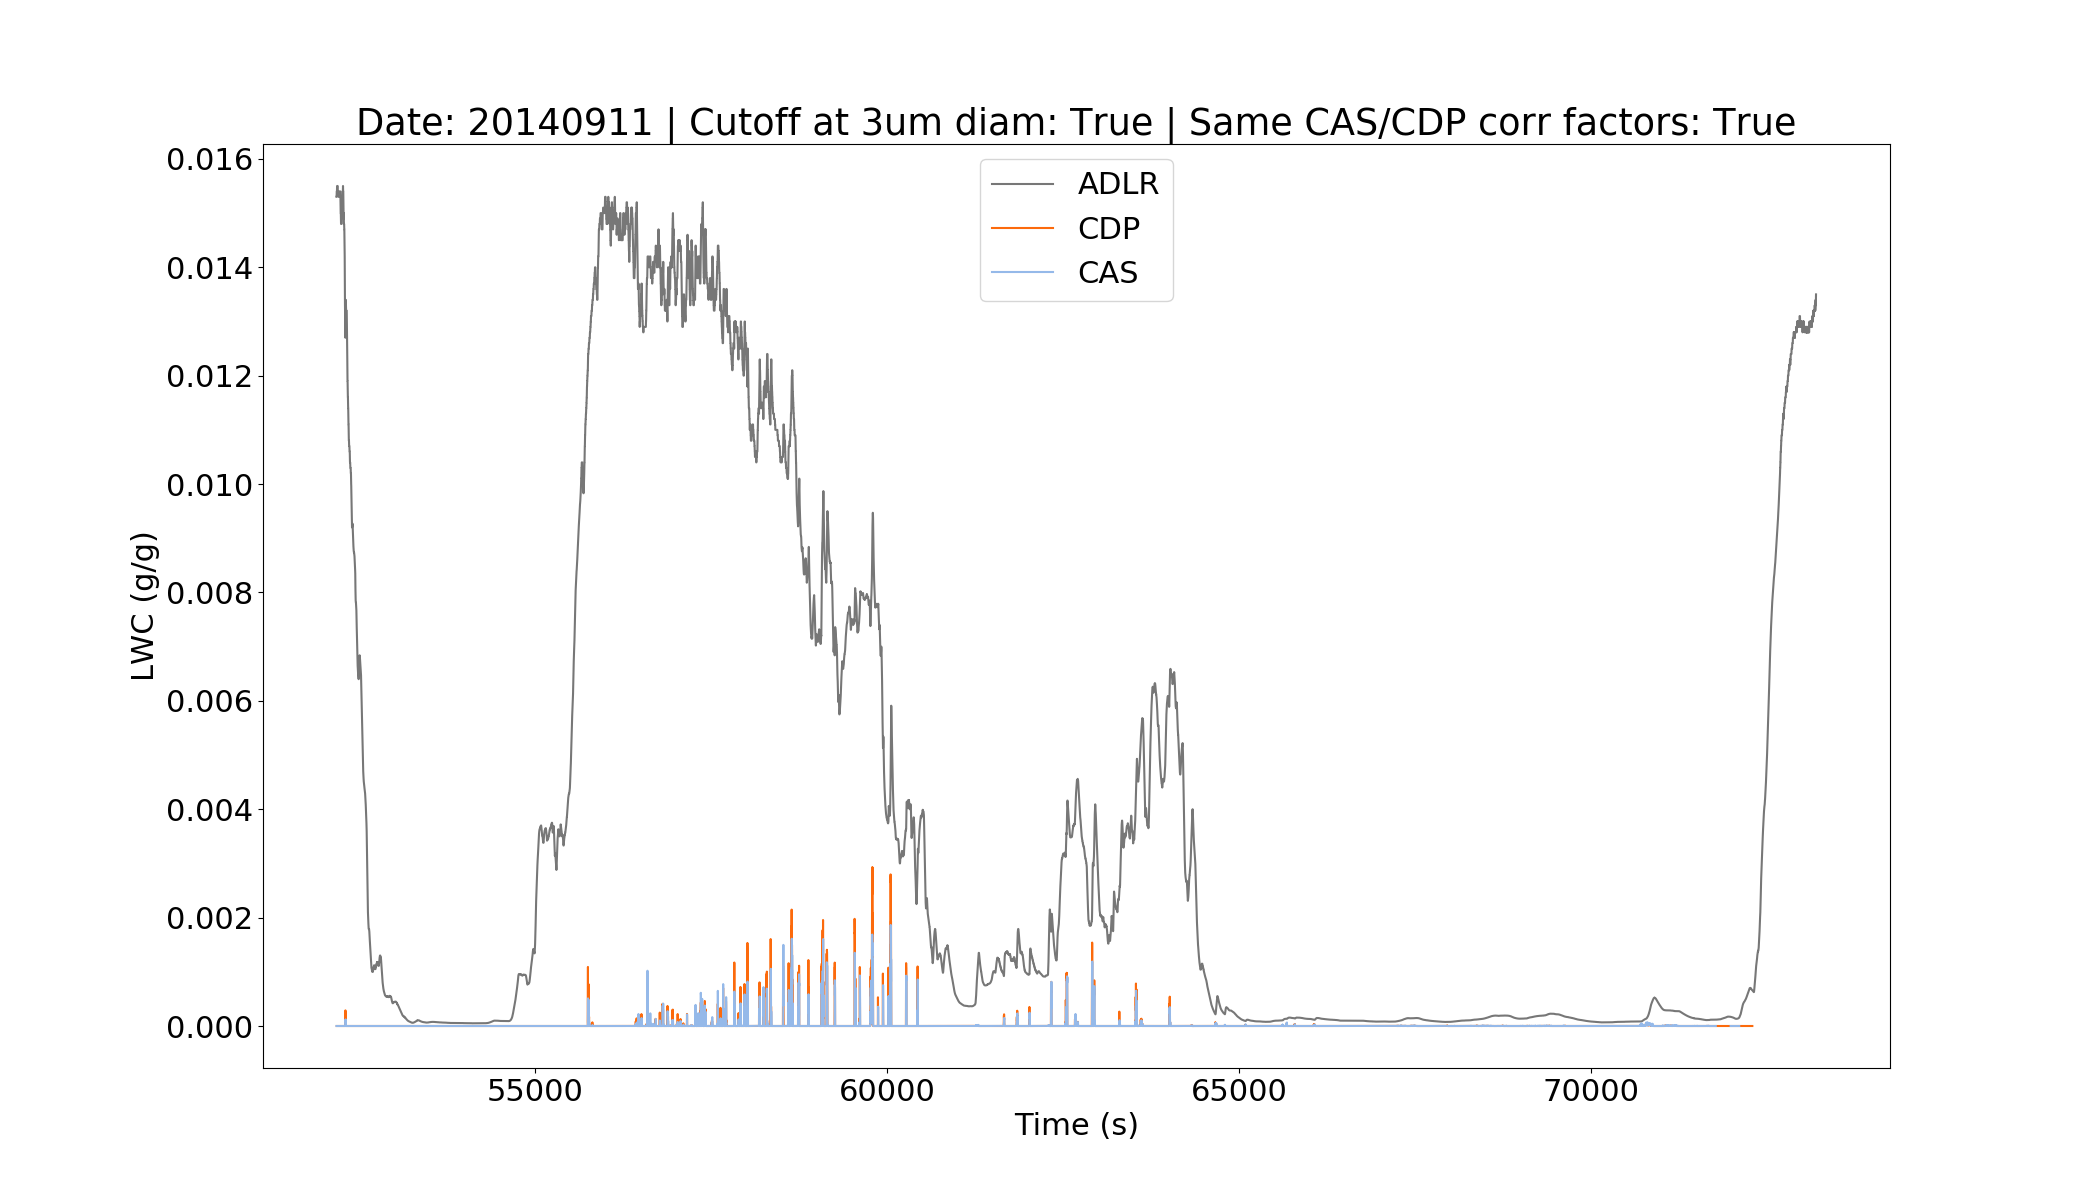 Date: 20140911 | Cutoff at 3um diam: True | Same CAS/CDP corr factors: True
ADLR
CDP
CAS
0.016
0.014
0.012
0.010
0.008
0.006
0.004
0.002
0.000
LWC (g/g)
55000 60000 65000 70000
Time (s)